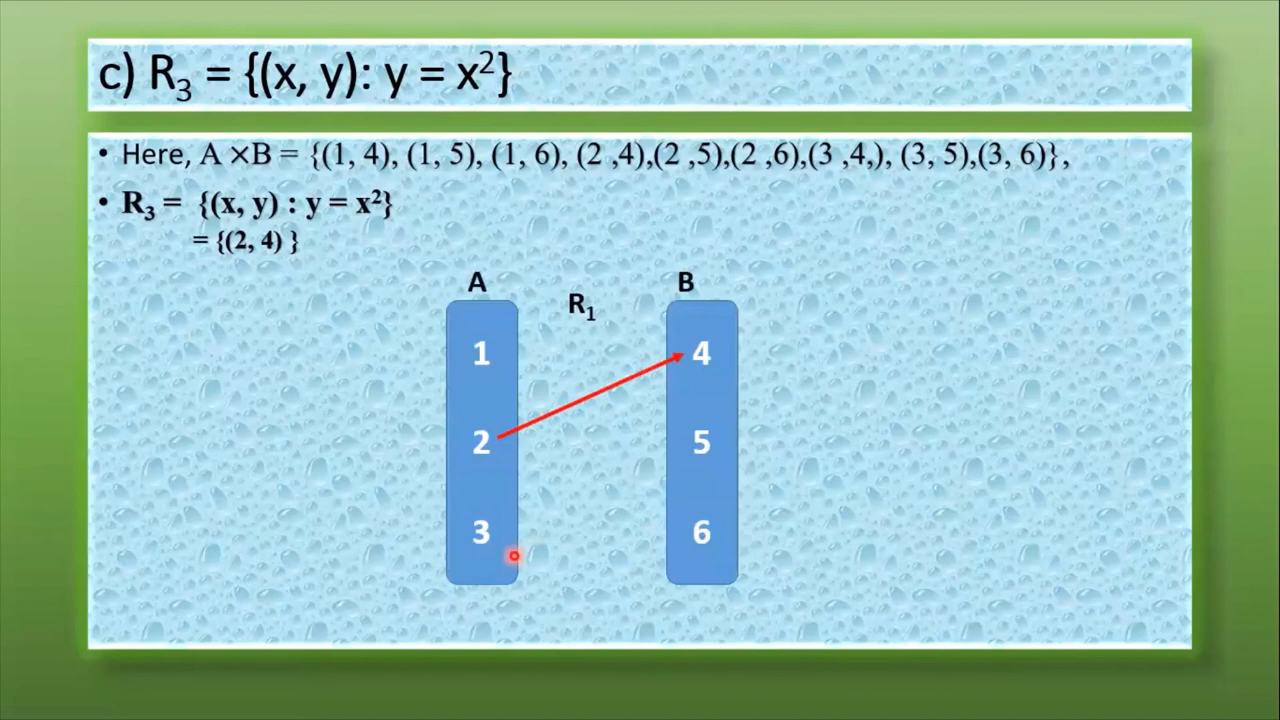 c) R₃ = {(x, y): y = x²}
• Here, A ×B = {(1, 4), (1, 5), (1, 6), (2 ,4),(2 ,5),(2 ,6),(3 ,4,), (3, 5),(3, 6)},
• R₃ = {(x, y) : y = x²}
= {(2, 4) }
A B
R₁
1 4
2 5
3 6